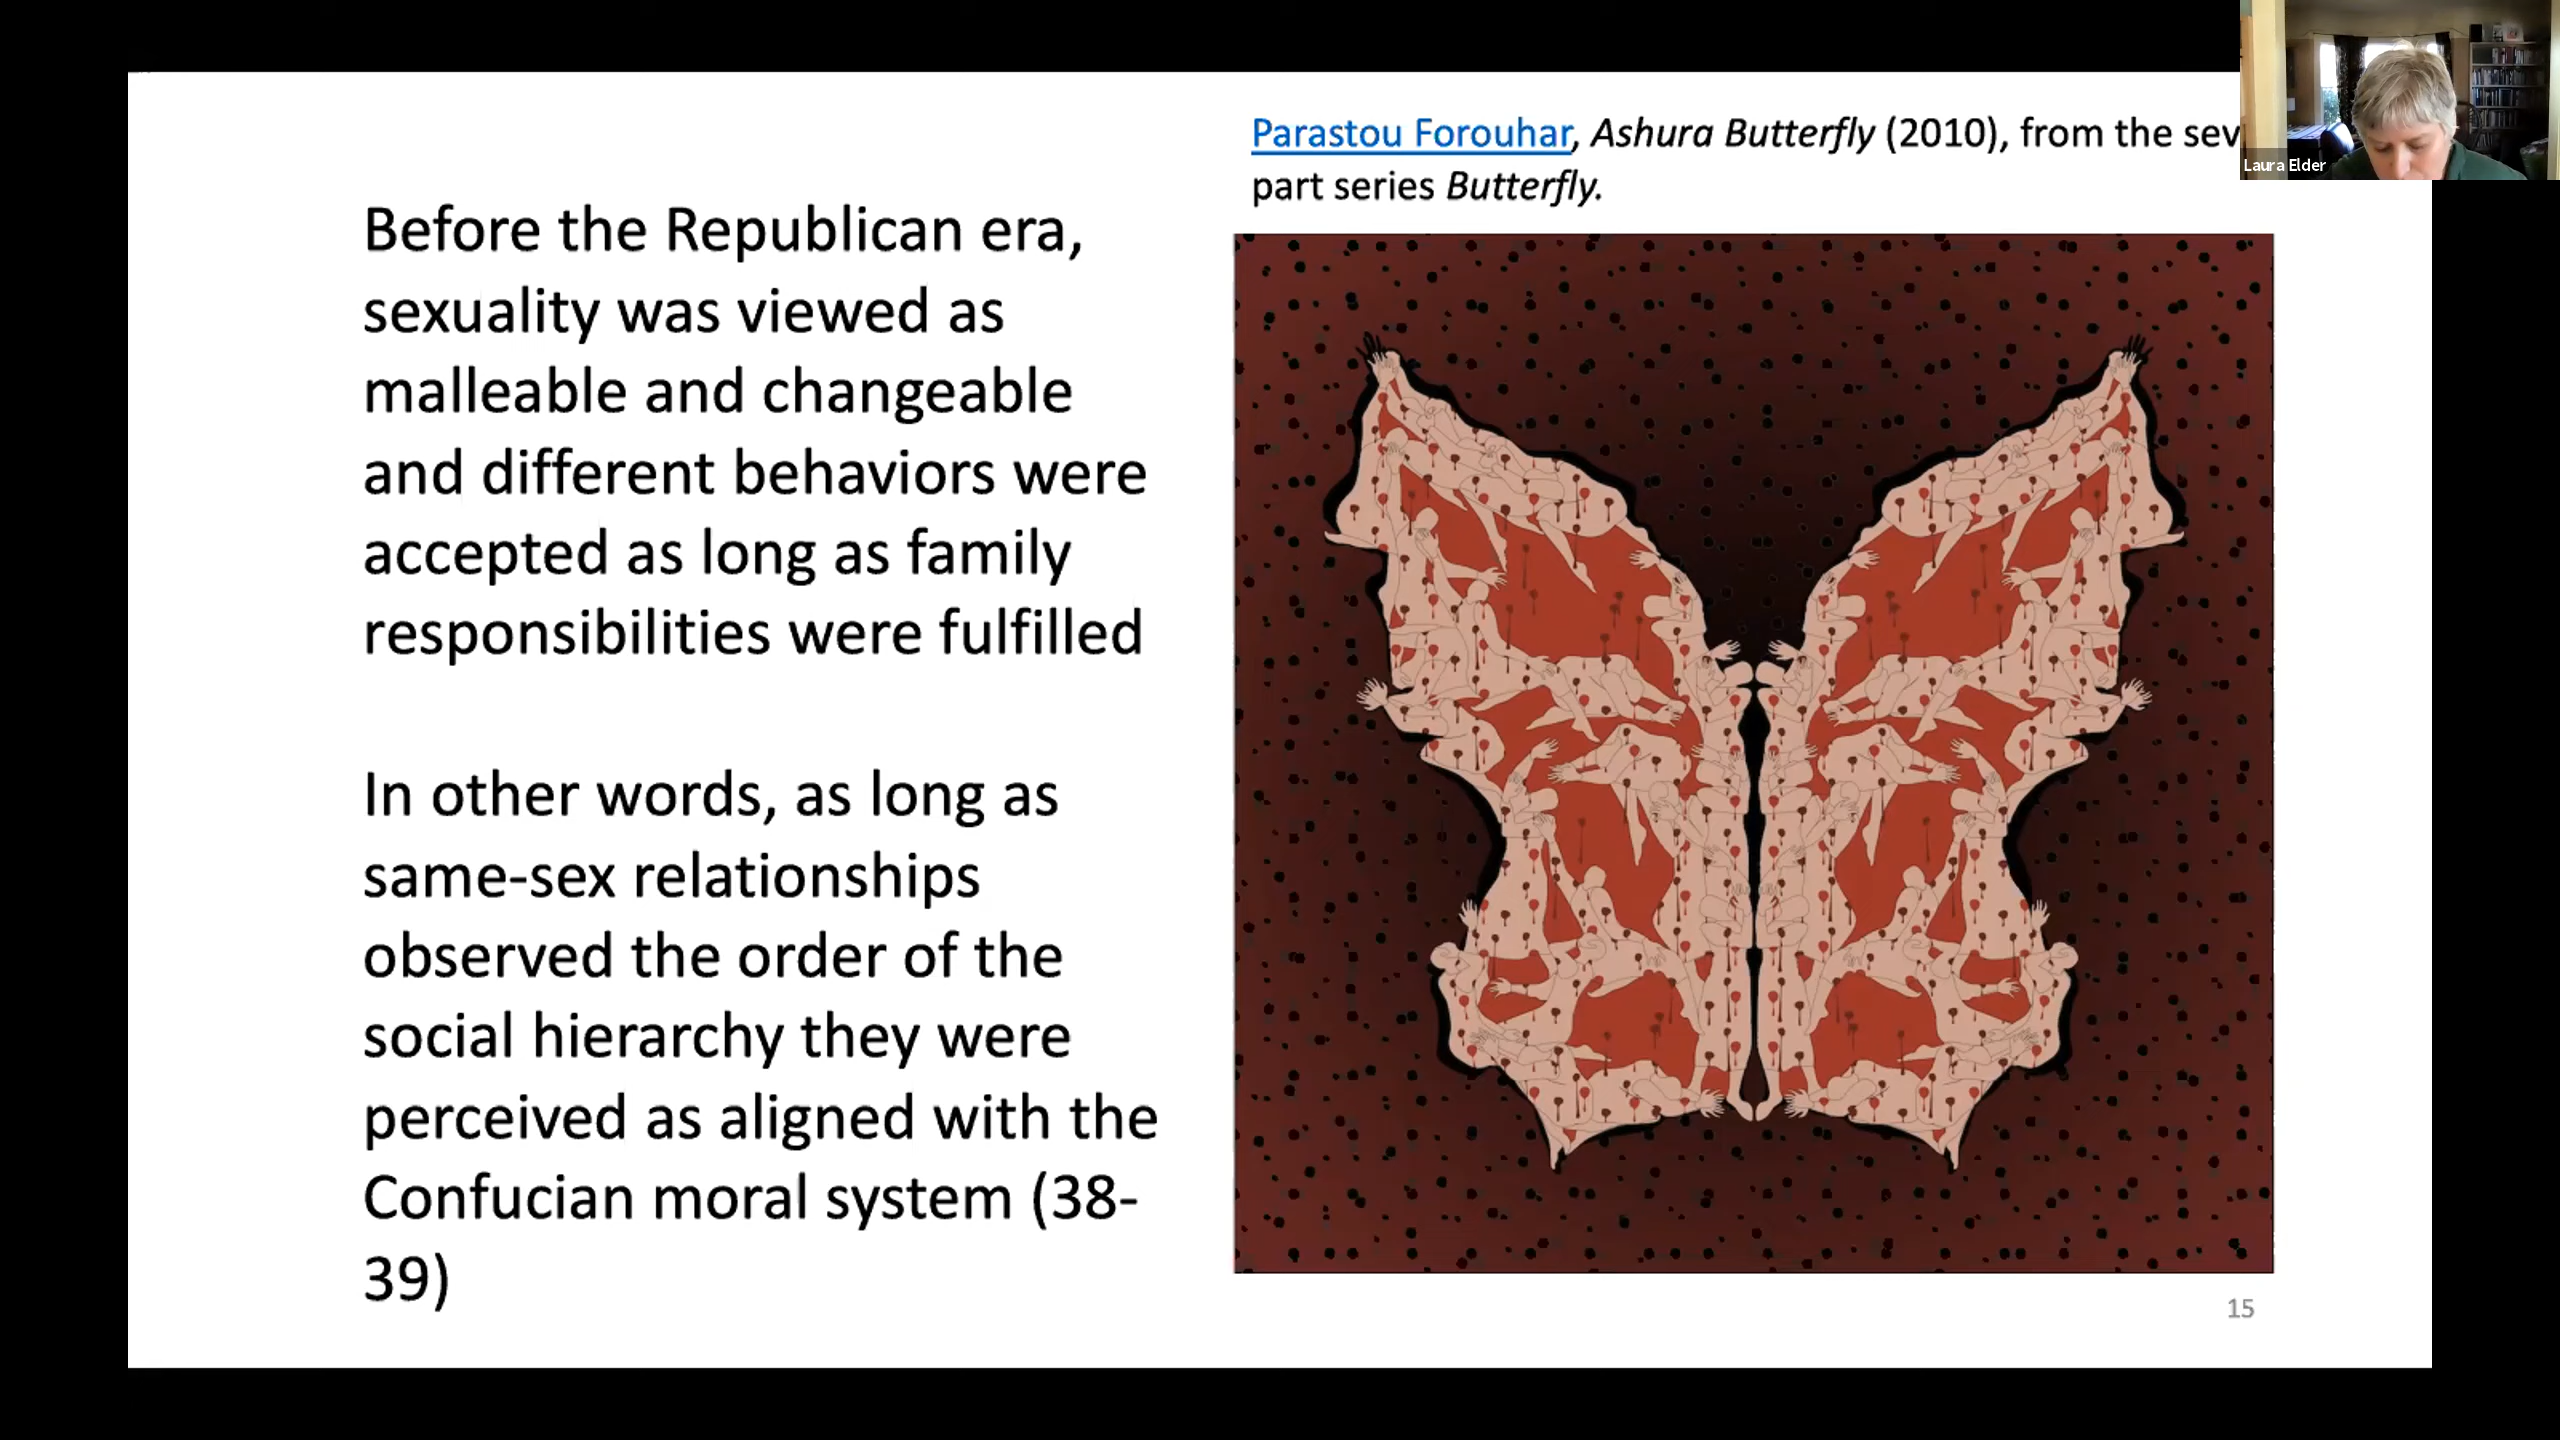 Parastou Forouhar, Ashura Butterfly (2010), from the sev
part series Butterfly.
Laura Elder
Before the Republican era,
sexuality was viewed as
malleable and changeable
and different behaviors were
accepted as long as family
responsibilities were fulfilled
In other words, as long as
same-sex relationships
observed the order of the
social hierarchy they were
perceived as aligned with the
Confucian moral system (38-
39)
15